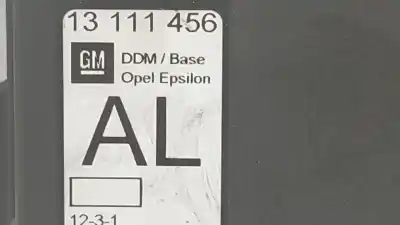 13 111 456
GM
DDM / Base
Opel Epsilon
AL
12-3-1